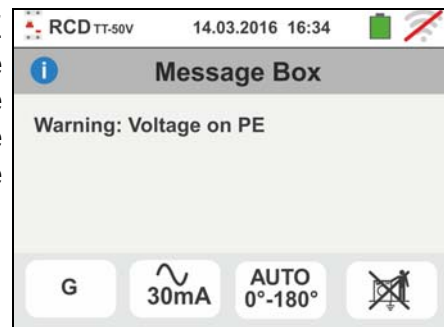 RCD TT-50V 14.03.2016 16:34
Message Box
Warning: Voltage on PE
G
30mA
AUTO
0°-180°